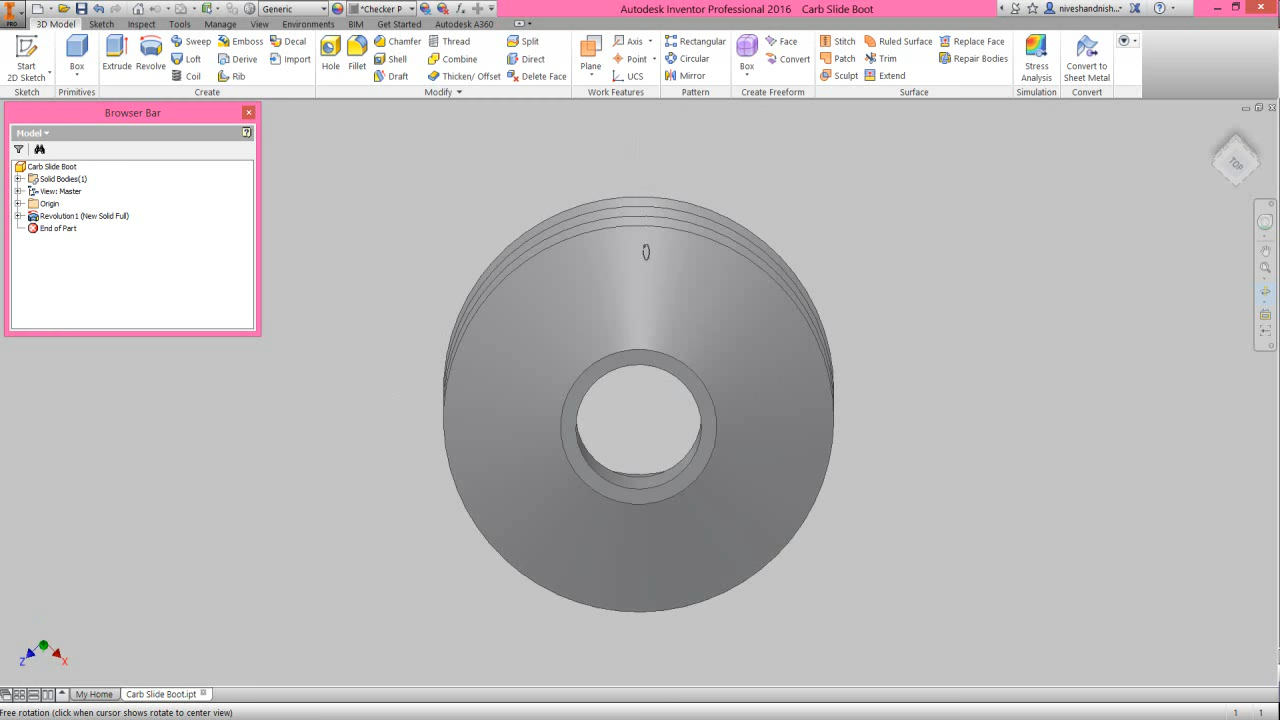 Generic
*Checker P
Autodesk Inventor Professional 2016 Carb Slide Boot
niveshandnish...
PRO
3D Model Sketch Inspect Tools Manage View Environments BIM Get Started Autodesk A360
Start
2D Sketch
Box
Extrude
Revolve
Sweep
Loft
Coil
Emboss
Derive
Rib
Decal
Import
Hole
Fillet
Chamfer
Shell
Draft
Thread
Combine
Thicken/ Offset
Split
Direct
Delete Face
Plane
Axis
Point
UCS
Rectangular
Circular
Mirror
Box
Face
Convert
Stitch
Patch
Sculpt
Ruled Surface
Trim
Extend
Replace Face
Repair Bodies
Stress
Analysis
Convert to
Sheet Metal
Sketch Primitives Create Modify Work Features Pattern Create Freeform Surface Simulation Convert
Browser Bar
Model
Carb Slide Boot
Solid Bodies(1)
View: Master
Origin
Revolution1 (New Solid Full)
End of Part
TOP
Z X
My Home Carb Slide Boot.ipt
Free rotation (click when cursor shows rotate to center view) 1 1